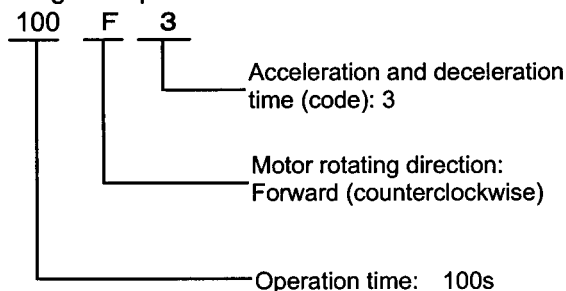 100 F 3
Acceleration and deceleration
time (code): 3
Motor rotating direction:
Forward (counterclockwise)
Operation time: 100s